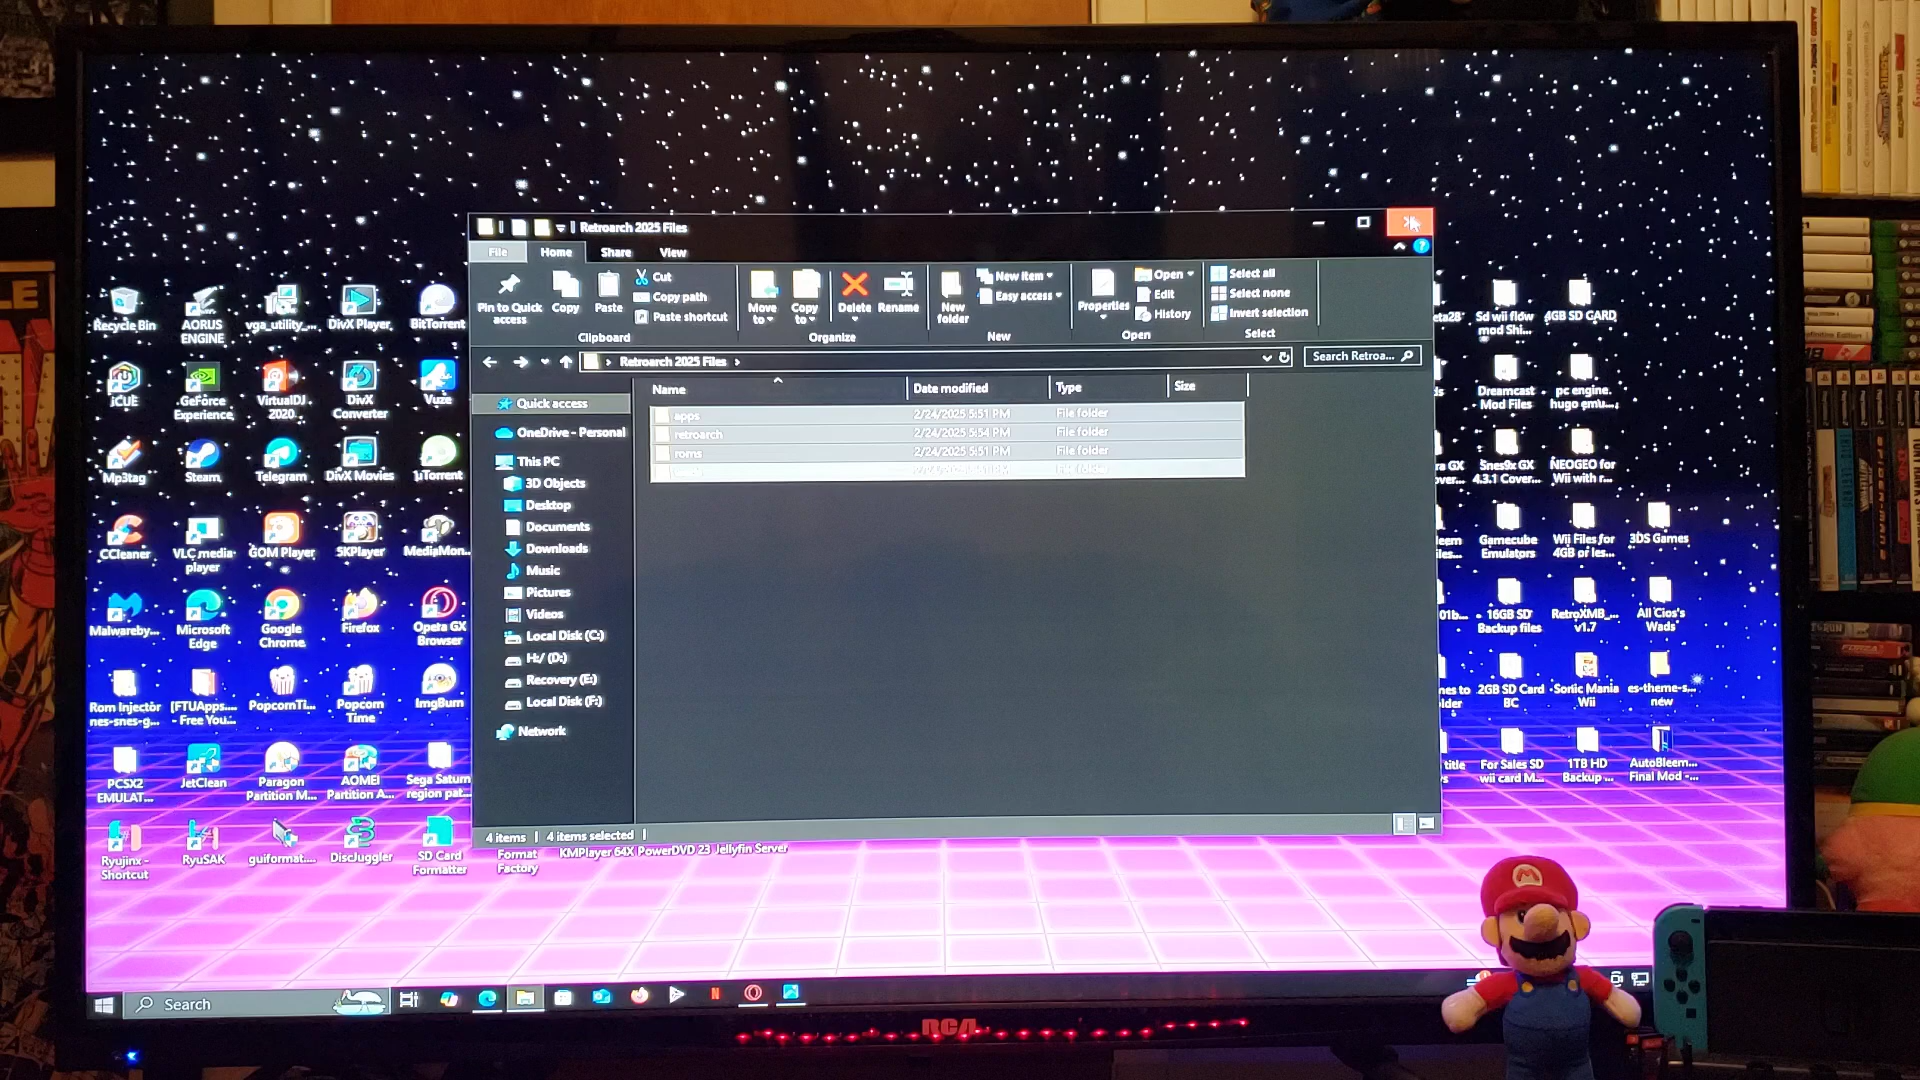 Retroarch 2025 Files
File Home Share View
Pin to Quick access
Copy
Paste
Cut
Copy path
Paste shortcut
Clipboard
Move to
Copy to
Delete
Rename
Organize
New folder
New item
Easy access
New
Properties
Open
Edit
History
Open
Select all
Select none
Invert selection
Select
Retroarch 2025 Files
Search Retroa...
Name Date modified Type Size
apps 2/24/2025 5:51 PM File folder
retroarch 2/24/2025 5:54 PM File folder
roms 2/24/2025 5:51 PM File folder
Quick access
OneDrive - Personal
This PC
3D Objects
Desktop
Documents
Downloads
Music
Pictures
Videos
Local Disk (C:)
H:/ (D:)
Recovery (E:)
Local Disk (F:)
Network
4 items 4 items selected
Recycle Bin
AORUS ENGINE
vga_utility_...
DivX Player
BitTorrent
iCUE
GeForce Experience
VirtualDJ 2020
DivX Converter
Vuze
Mp3tag
Steam
Telegram
DivX Movies
µTorrent
CCleaner
VLC media player
GOM Player
5KPlayer
MediaMon...
Malwareby...
Microsoft Edge
Google Chrome
Firefox
Opera GX Browser
Rom Injector nes-snes-g...
[FTUApps.... - Free You...
PopcornTi...
Popcorn Time
ImgBurn
PCSX2 EMULAT...
JetClean
Paragon Partition M...
AOMEI Partition A...
Sega Saturn region pat...
Ryujinx - Shortcut
RyuSAK
guiformat....
DiscJuggler
SD Card Formatter
Format Factory
KMPlayer 64X
PowerDVD 23
Jellyfin Server
Sd wii flow mod Shi...
4GB SD CARD
Dreamcast Mod Files
pc engine. hugo emu....
Snes9x GX 4.3.1 Cover...
NEOGEO for Wii with r...
Gamecube Emulators
Wii Files for 4GB or les...
3DS Games
16GB SD Backup files
RetroXMB_... v1.7
All Cios's Wads
2GB SD Card BC
Sonic Mania Wii
es-theme-s... new
For Sales SD wii card M...
1TB HD Backup ...
AutoBleem... Final Mod -...
Search
RCA